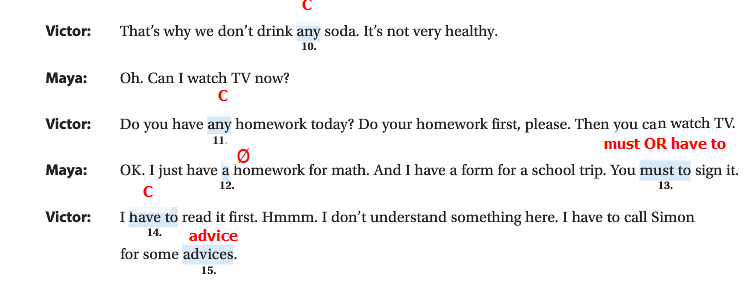 C
Victor: That's why we don't drink any soda. It's not very healthy.
10.
Maya: Oh. Can I watch TV now?
C
Victor: Do you have any homework today? Do your homework first, please. Then you can watch TV.
11.
Ø must OR have to
Maya: OK. I just have a homework for math. And I have a form for a school trip. You must to sign it.
12. 13.
C
Victor: I have to read it first. Hmmm. I don't understand something here. I have to call Simon
14. advice
for some advices.
15.